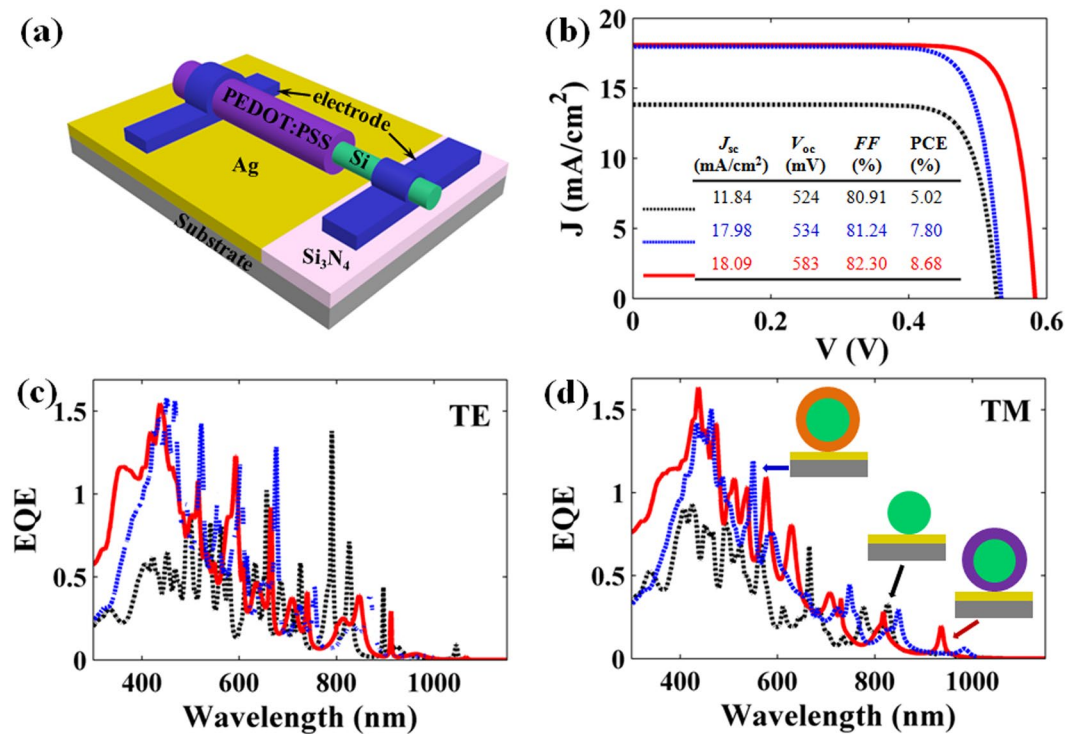 (a)
electrode
PEDOT:PSS
Si
Ag
Substrate
Si₃N₄
(b)
J (mA/cm²)
20
15
10
5
0
0 0.2 0.4 0.6
V (V)
Jsc Voc FF PCE
(mA/cm²) (mV) (%) (%)
11.84 524 80.91 5.02
17.98 534 81.24 7.80
18.09 583 82.30 8.68
(c)
TE
EQE
1.5
1
0.5
0
400 600 800 1000
Wavelength (nm)
(d)
TM
EQE
1.5
1
0.5
0
400 600 800 1000
Wavelength (nm)